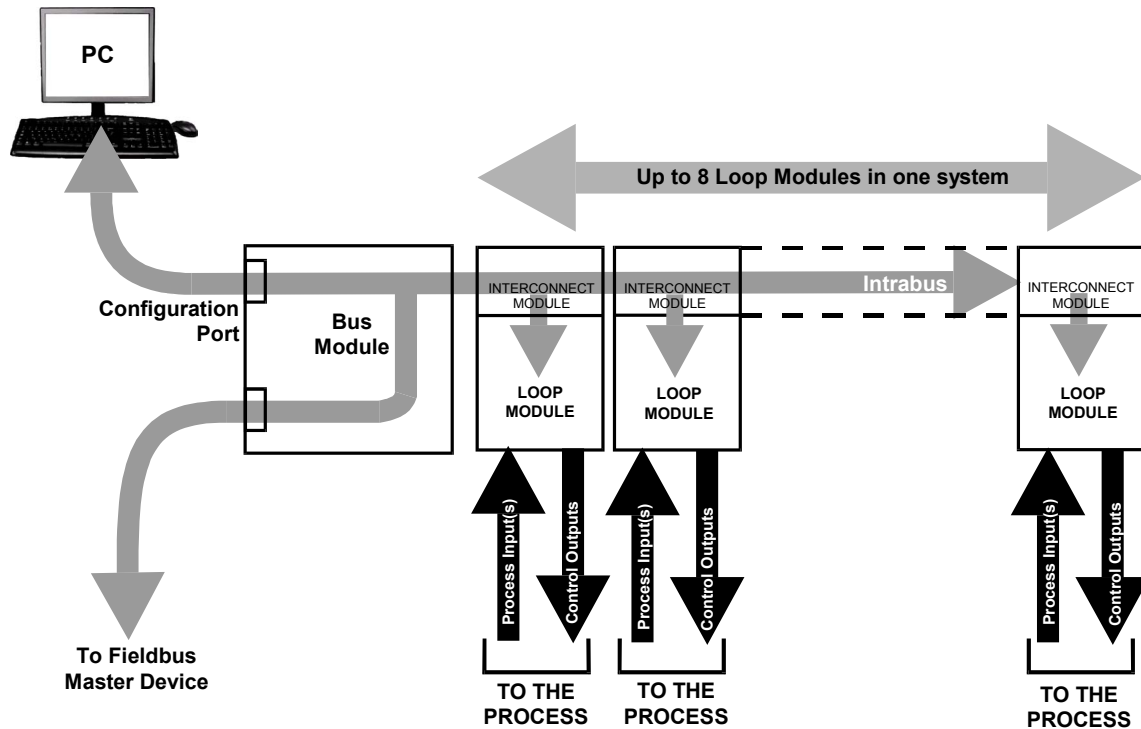 PC
Up to 8 Loop Modules in one system
Configuration
Port
Bus
Module
INTERCONNECT
MODULE
INTERCONNECT
MODULE
Intrabus
INTERCONNECT
MODULE
LOOP
MODULE
LOOP
MODULE
LOOP
MODULE
Process Input(s)
Control Outputs
Process Input(s)
Control Outputs
Process Input(s)
Control Outputs
To Fieldbus
Master Device
TO THE
PROCESS
TO THE
PROCESS
TO THE
PROCESS